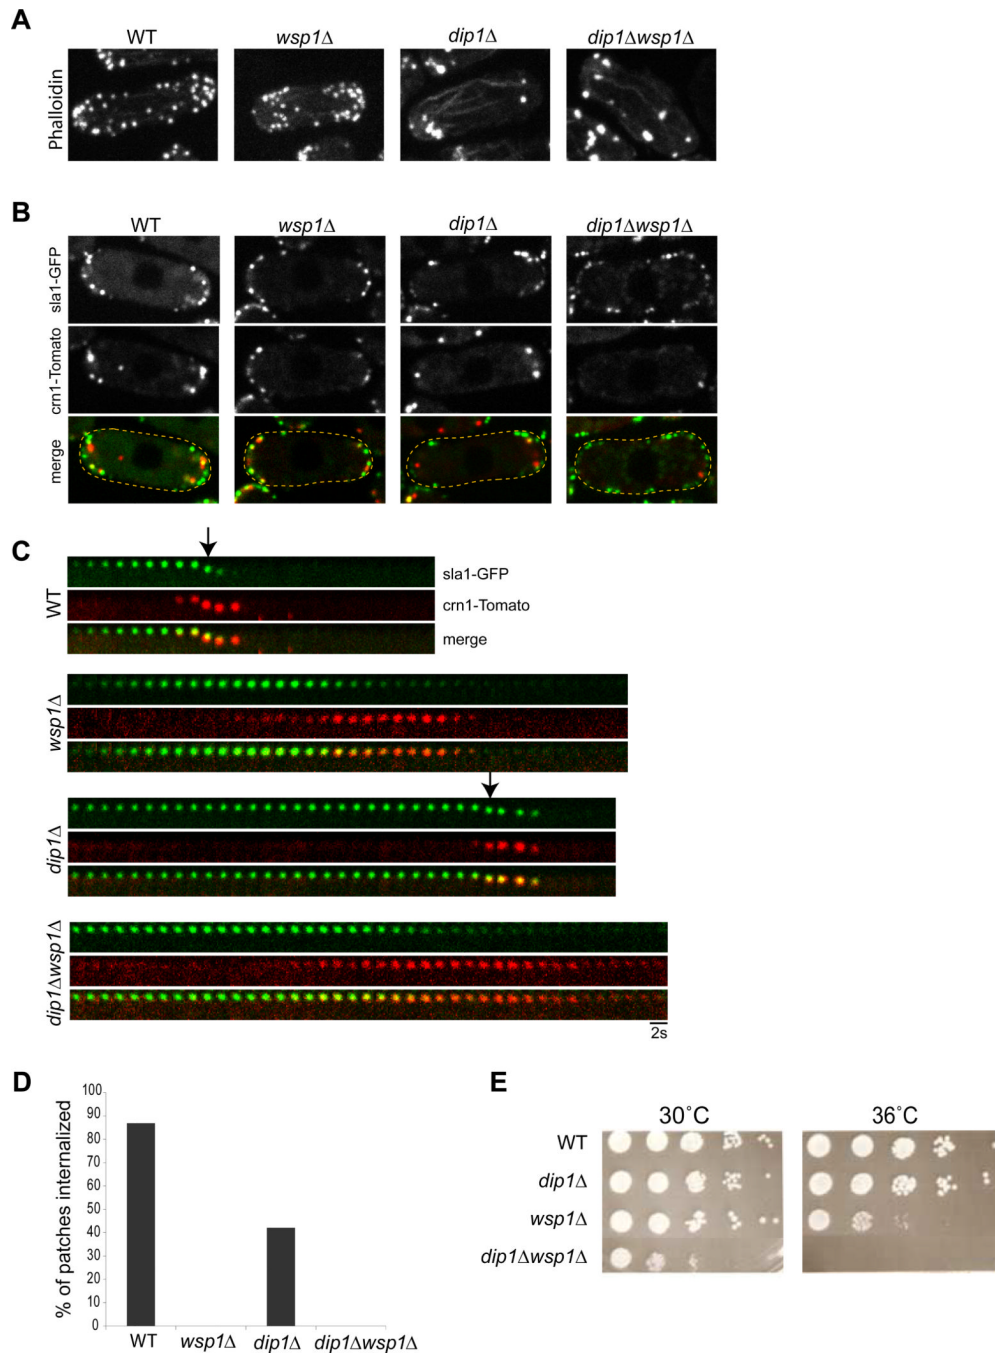 A
WT
wsp1Δ
dip1Δ
dip1Δwsp1Δ
Phalloidin
B
WT
wsp1Δ
dip1Δ
dip1Δwsp1Δ
sla1-GFP
crn1-Tomato
merge
C
WT
sla1-GFP
crn1-Tomato
merge
wsp1Δ
dip1Δ
dip1Δwsp1Δ
2s
D
% of patches internalized
100
90
80
70
60
50
40
30
20
10
0
WT
wsp1Δ
dip1Δ
dip1Δwsp1Δ
E
30˚C
36˚C
WT
dip1Δ
wsp1Δ
dip1Δwsp1Δ